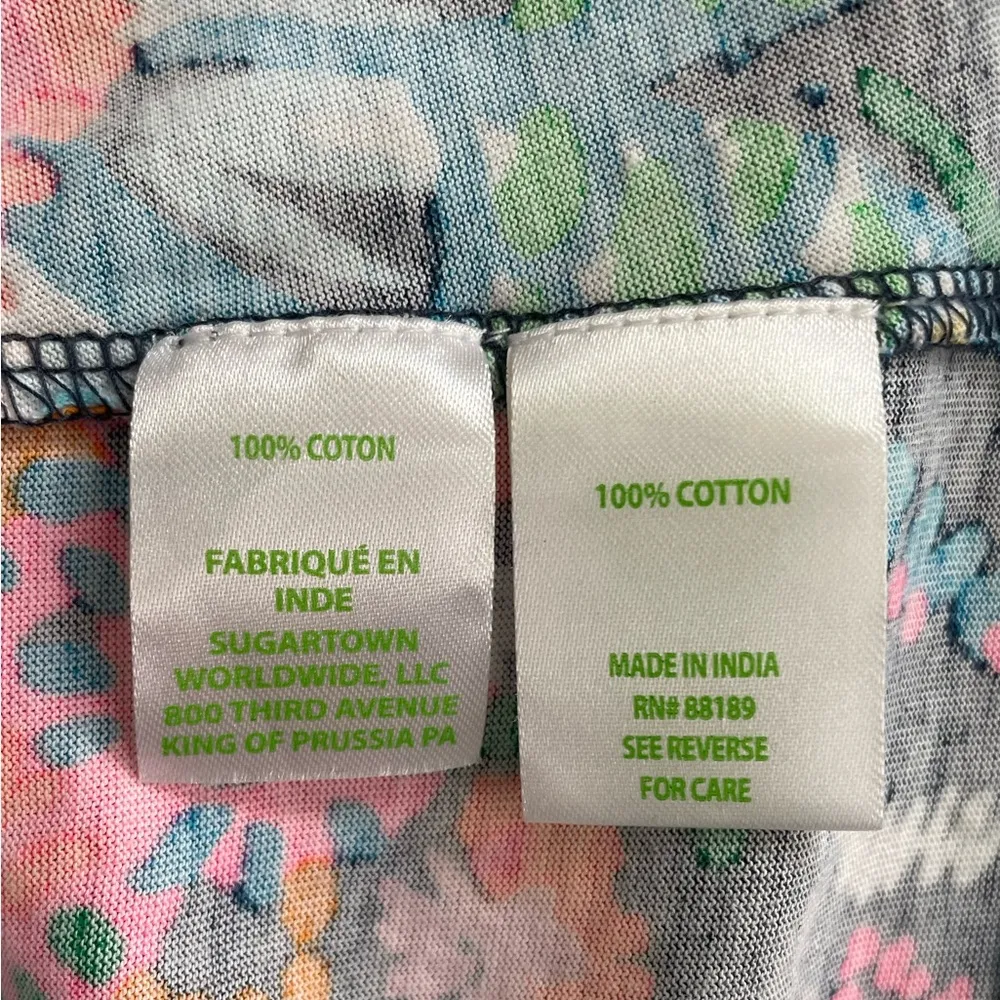 100% COTON
FABRIQUÉ EN
INDE
SUGARTOWN
WORLDWIDE, LLC
800 THIRD AVENUE
KING OF PRUSSIA PA
100% COTTON
MADE IN INDIA
RN# 88189
SEE REVERSE
FOR CARE